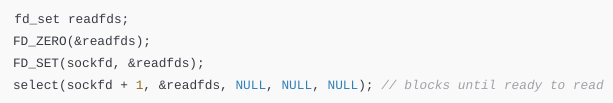 fd_set readfds;
FD_ZERO(&readfds);
FD_SET(sockfd, &readfds);
select(sockfd + 1, &readfds, NULL, NULL, NULL); // blocks until ready to read